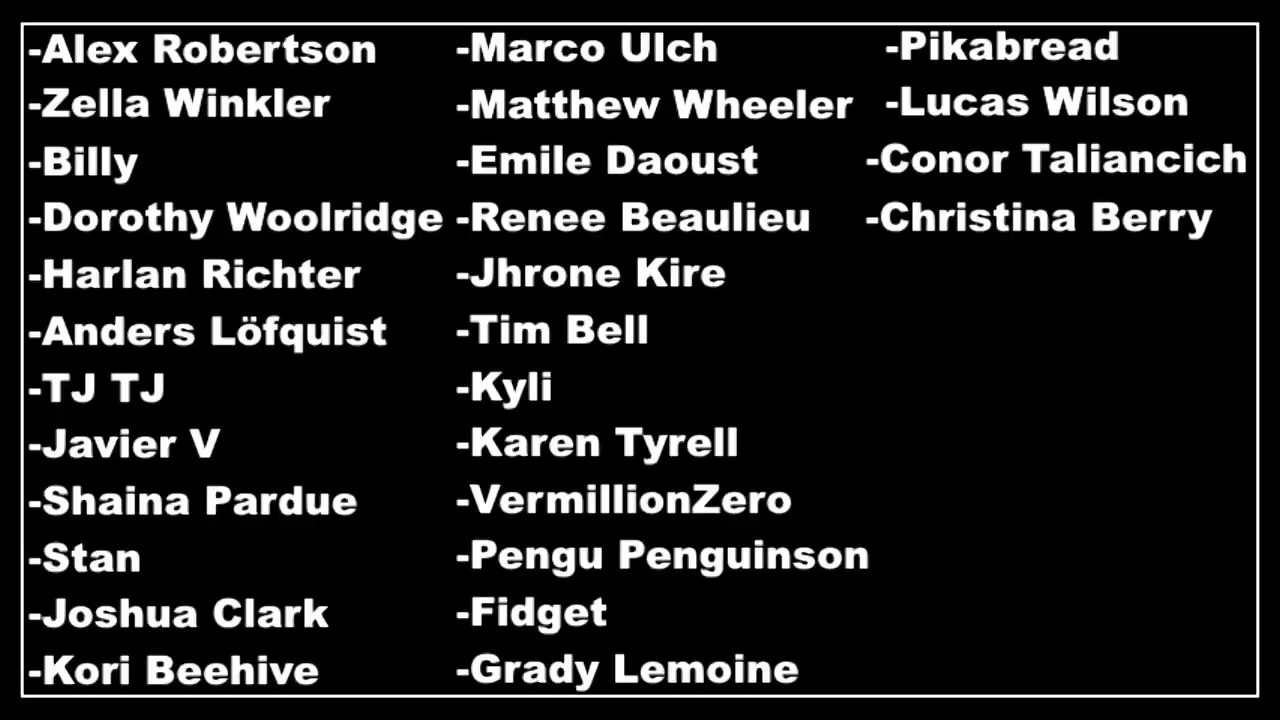 -Alex Robertson
-Zella Winkler
-Billy
-Dorothy Woolridge
-Harlan Richter
-Anders Löfquist
-TJ TJ
-Javier V
-Shaina Pardue
-Stan
-Joshua Clark
-Kori Beehive
-Marco Ulch
-Matthew Wheeler
-Emile Daoust
-Renee Beaulieu
-Jhrone Kire
-Tim Bell
-Kyli
-Karen Tyrell
-VermillionZero
-Pengu Penguinson
-Fidget
-Grady Lemoine
-Pikabread
-Lucas Wilson
-Conor Taliancich
-Christina Berry